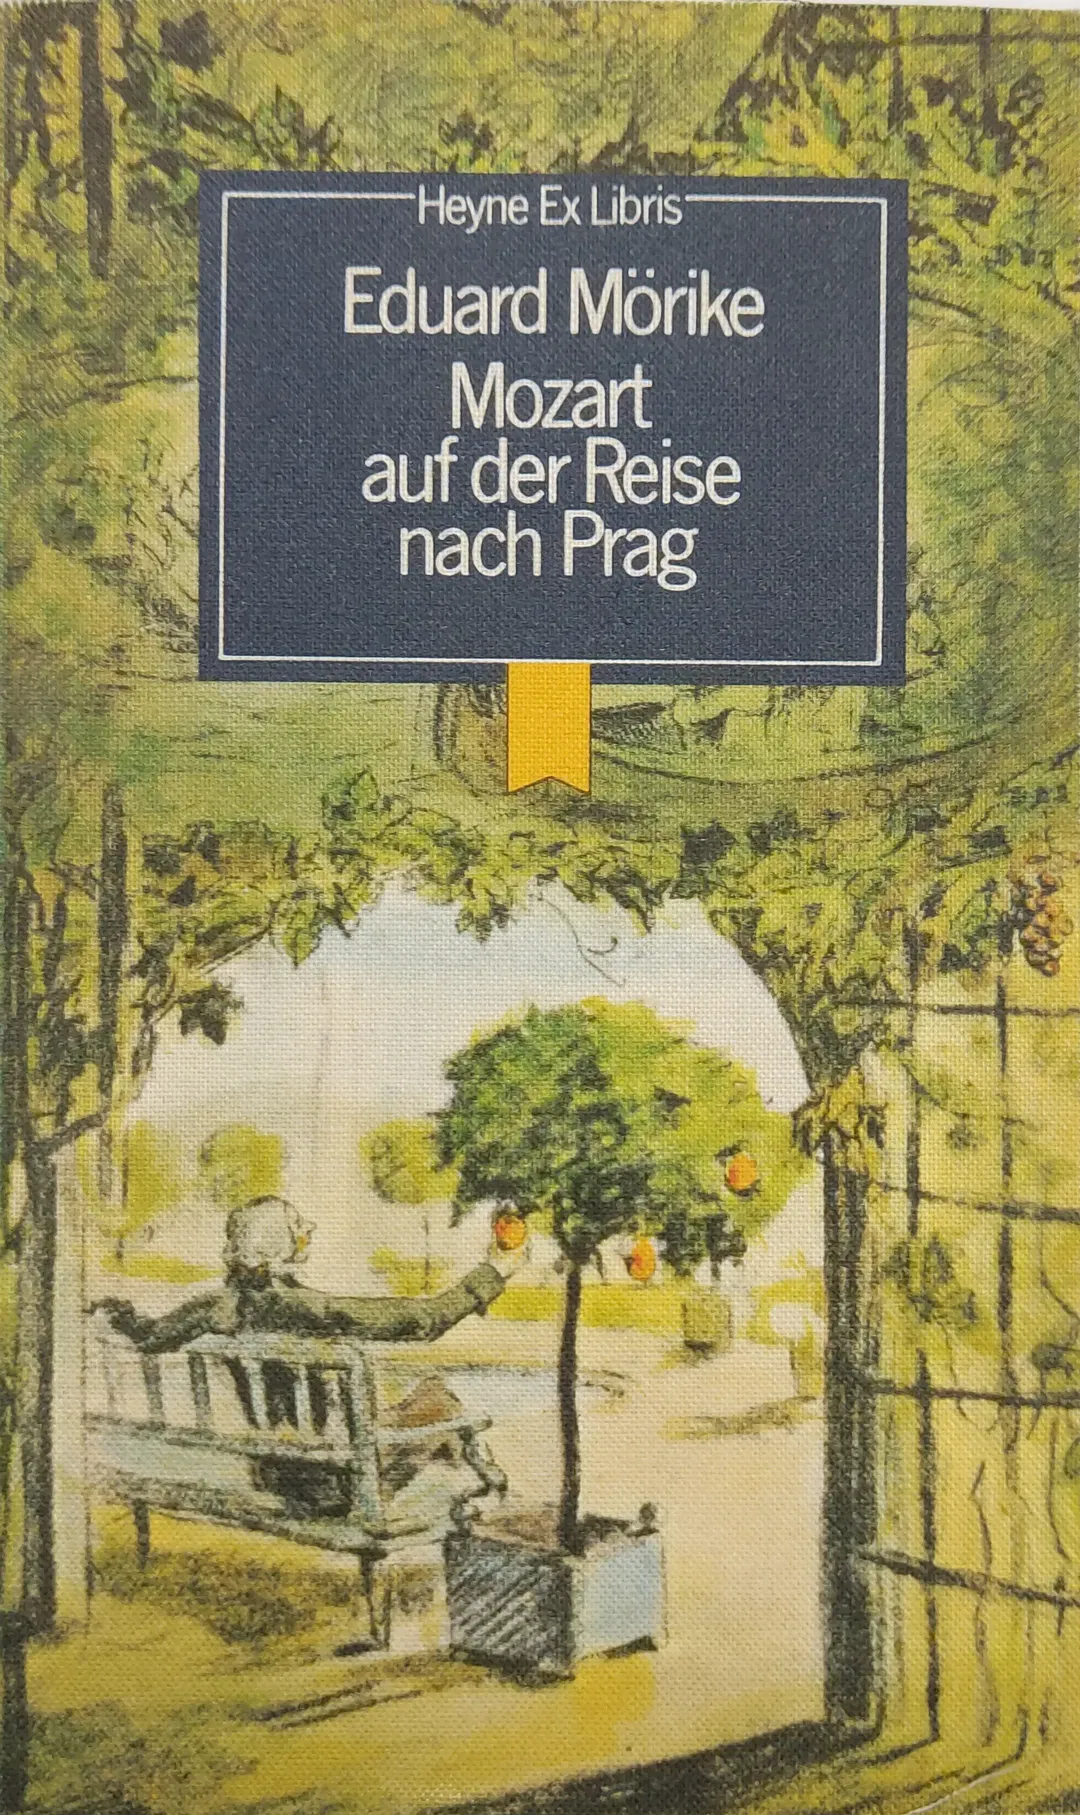 Heyne Ex Libris
Eduard Mörike
Mozart
auf der Reise
nach Prag